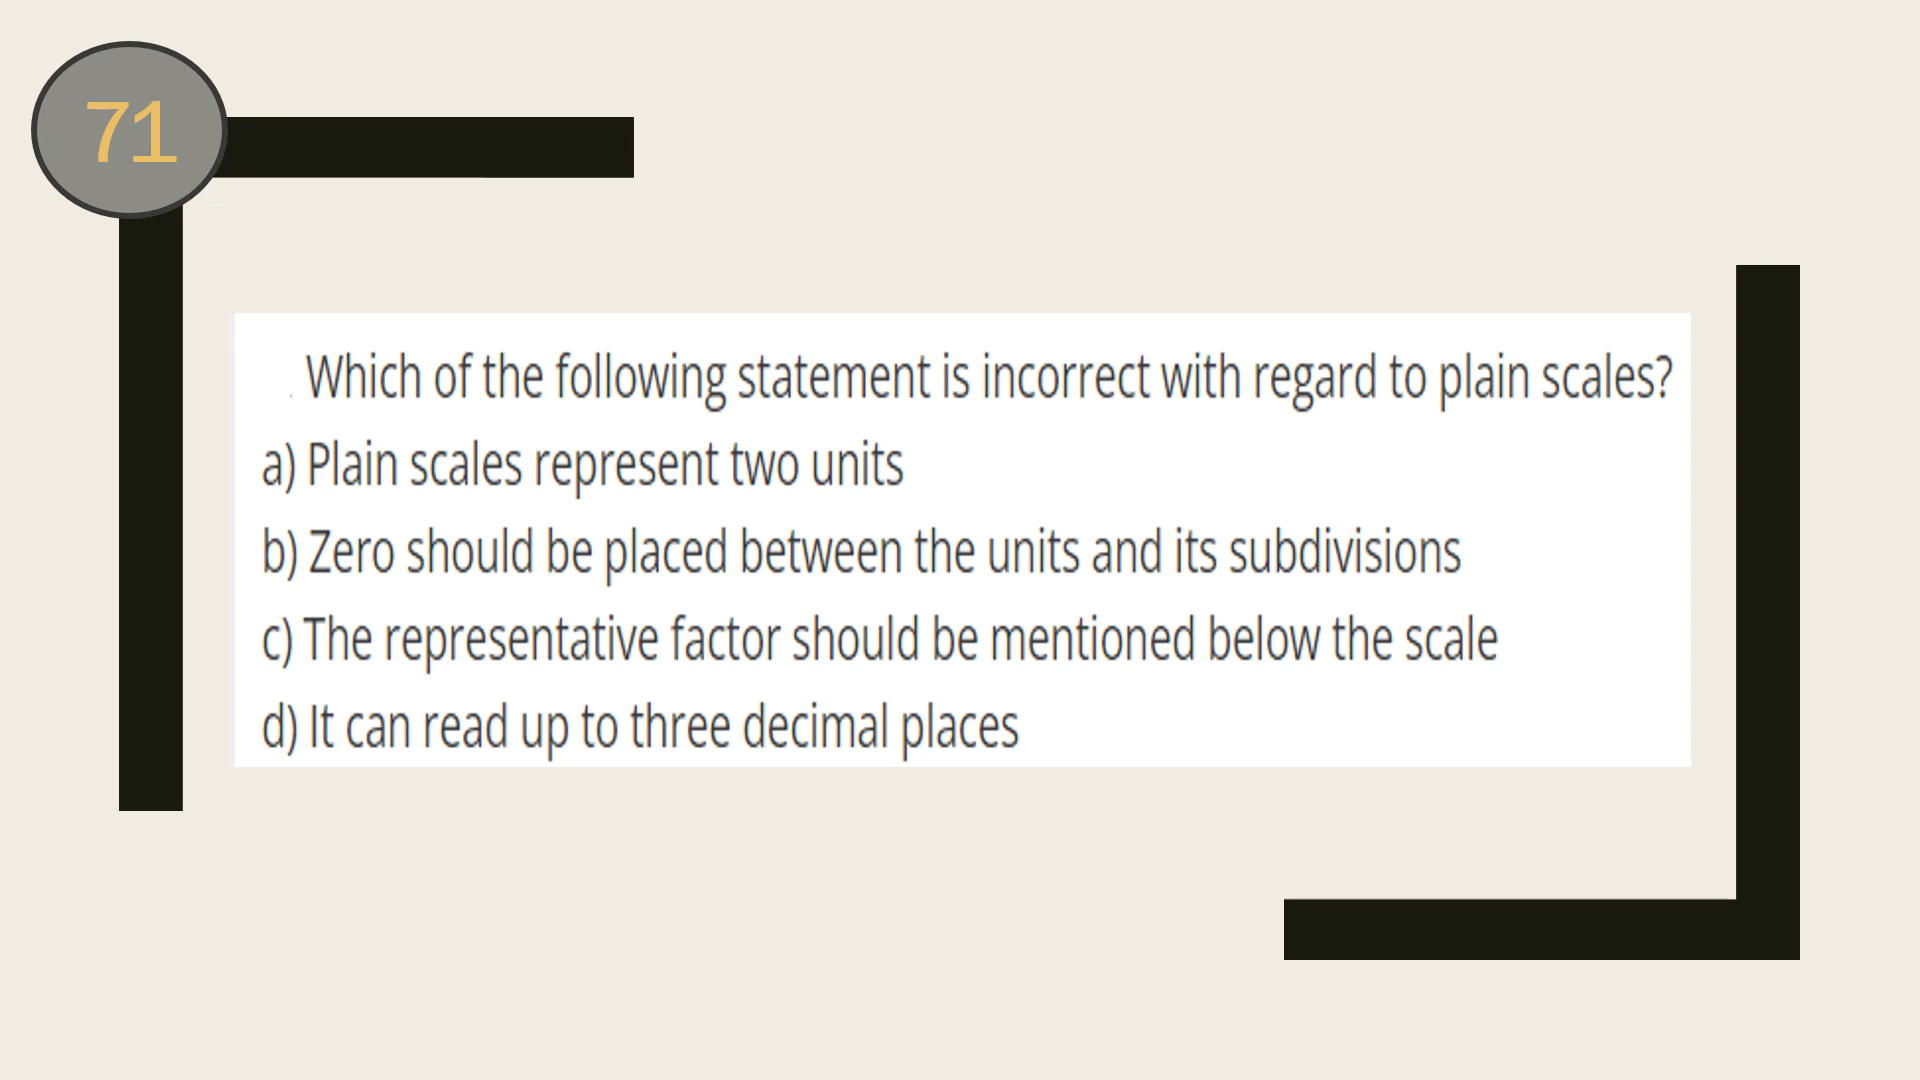 71
. Which of the following statement is incorrect with regard to plain scales?
a) Plain scales represent two units
b) Zero should be placed between the units and its subdivisions
c) The representative factor should be mentioned below the scale
d) It can read up to three decimal places